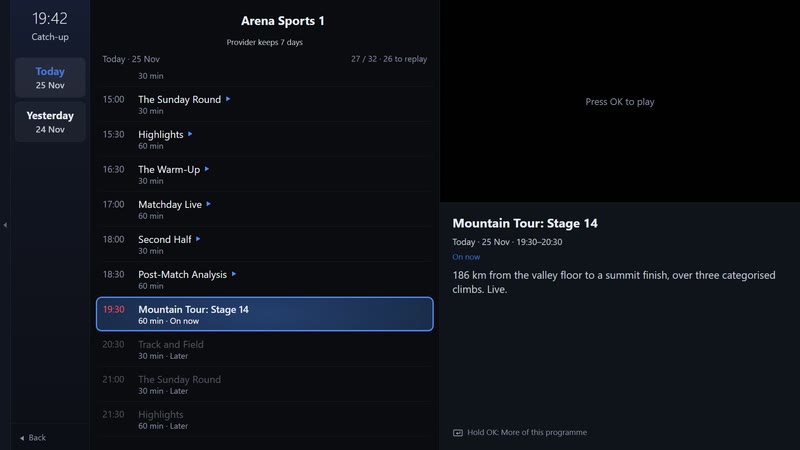 19:42
Catch-up
Today
25 Nov
Yesterday
24 Nov
Back
Arena Sports 1
Provider keeps 7 days
Today · 25 Nov
27 / 32 · 26 to replay
30 min
15:00 The Sunday Round
30 min
15:30 Highlights
60 min
16:30 The Warm-Up
30 min
17:00 Matchday Live
60 min
18:00 Second Half
30 min
18:30 Post-Match Analysis
60 min
19:30 Mountain Tour: Stage 14
60 min · On now
20:30 Track and Field
30 min · Later
21:00 The Sunday Round
30 min · Later
21:30 Highlights
60 min · Later
Press OK to play
Mountain Tour: Stage 14
Today · 25 Nov · 19:30–20:30
On now
186 km from the valley floor to a summit finish, over three categorised
climbs. Live.
Hold OK: More of this programme